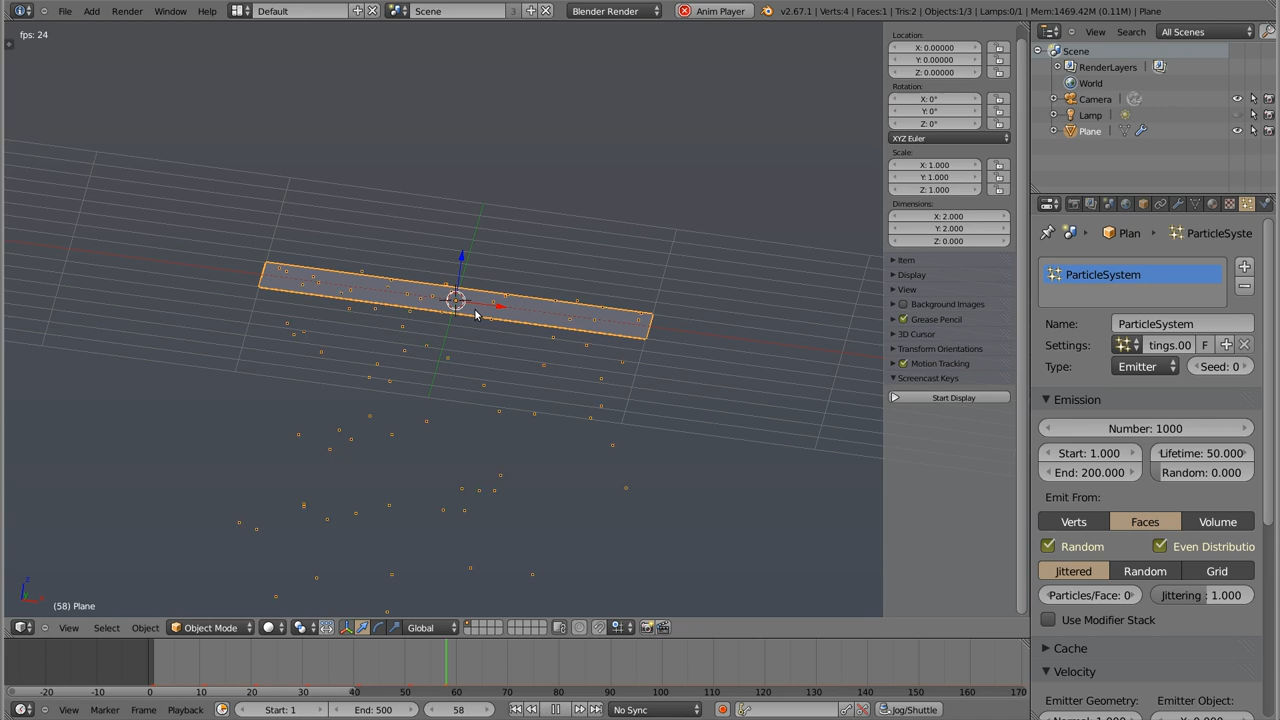 File Add Render Window Help Default Scene 3 Blender Render Anim Player v2.67.1 | Verts:4 | Faces:1 | Tris:2 | Objects:1/3 | Lamps:0/1 | Mem:1469.42M (0.11M) | Plane
fps: 24
Location:
X: 0.00000
Y: 0.00000
Z: 0.00000
Rotation:
X: 0°
Y: 0°
Z: 0°
XYZ Euler
Scale:
X: 1.000
Y: 1.000
Z: 1.000
Dimensions:
X: 2.000
Y: 2.000
Z: 0.000
Item
Display
View
Background Images
Grease Pencil
3D Cursor
Transform Orientations
Motion Tracking
Screencast Keys
Start Display
View Search All Scenes
Scene
RenderLayers
World
Camera
Lamp
Plane
Plan ParticleSyste
ParticleSystem
Name: ParticleSystem
Settings: tings.00 F
Type: Emitter Seed: 0
Emission
Number: 1000
Start: 1.000 Lifetime: 50.000
End: 200.000 Random: 0.000
Emit From:
Verts Faces Volume
Random Even Distributio
Jittered Random Grid
Particles/Face: 0 Jittering 1.000
Use Modifier Stack
Cache
Velocity
Emitter Geometry: Emitter Object:
z
(58) Plane
View Select Object Object Mode Global
-20 -10 0 10 20 30 40 50 60 70 80 90 100 110 120 130 140 150 160 170
View Marker Frame Playback Start: 1 End: 500 58 No Sync Jog/Shuttle